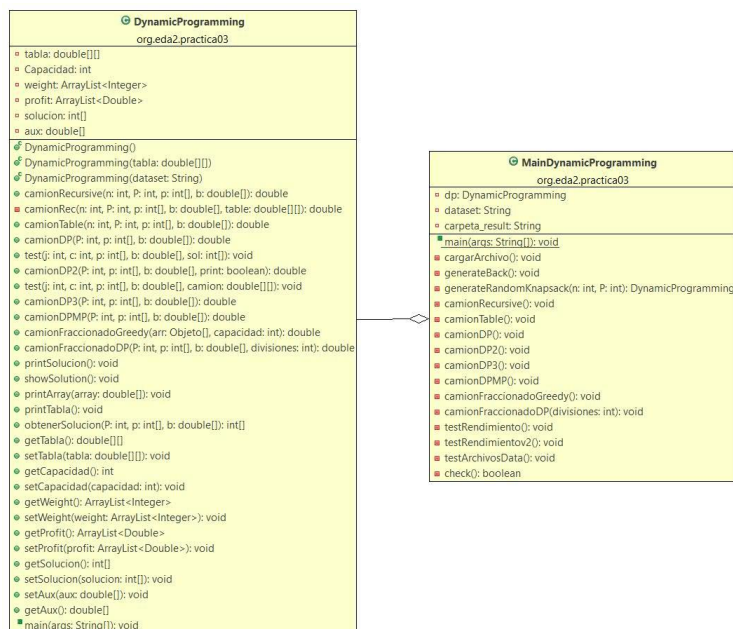 DynamicProgramming
org.eda2.practica03
tabla: double[][]
Capacidad: int
weight: ArrayList<Integer>
profit: ArrayList<Double>
solucion: int[]
aux: double[]
DynamicProgramming()
DynamicProgramming(tabla: double[][])
DynamicProgramming(dataset: String)
camionRecursive(n: int, P: int, p: int[], b: double[]): double
camionRec(n: int, P: int, p: int[], b: double[], table: double[][]): double
camionTable(n: int, P: int, p: int[], b: double[]): double
camionDP(P: int, p: int[], b: double[]): double
test(j: int, c: int, p: int[], b: double[], sol: int[]): void
camionDP2(P: int, p: int[], b: double[], print: boolean): double
test(j: int, c: int, p: int[], b: double[], camion: double[][]): void
camionDP3(P: int, p: int[], b: double[]): double
camionDPMP(P: int, p: int[], b: double[]): double
camionFraccionadoGreedy(arr: Objeto[], capacidad: int): double
camionFraccionadoDP(P: int, p: int[], b: double[], divisiones: int): double
printSolucion(): void
showSolution(): void
printArray(array: double[]): void
printTabla(): void
obtenerSolucion(P: int, p: int[], b: double[]): int[]
getTabla(): double[][]
setTabla(tabla: double[][]): void
getCapacidad(): int
setCapacidad(capacidad: int): void
getWeight(): ArrayList<Integer>
setWeight(weight: ArrayList<Integer>): void
getProfit(): ArrayList<Double>
setProfit(profit: ArrayList<Double>): void
getSolucion(): int[]
setSolucion(solucion: int[]): void
setAux(aux: double[]): void
getAux(): double[]
main(args: String[]): void
MainDynamicProgramming
org.eda2.practica03
dp: DynamicProgramming
dataset: String
carpeta_result: String
main(args: String[]): void
cargarArchivo(): void
generateBack(): void
generateRandomKnapsack(n: int, P: int): DynamicProgramming
camionRecursive(): void
camionTable(): void
camionDP(): void
camionDP2(): void
camionDP3(): void
camionDPMP(): void
camionFraccionadoGreedy(): void
camionFraccionadoDP(divisiones: int): void
testRendimiento(): void
testRendimientov2(): void
testArchivosData(): void
check(): boolean